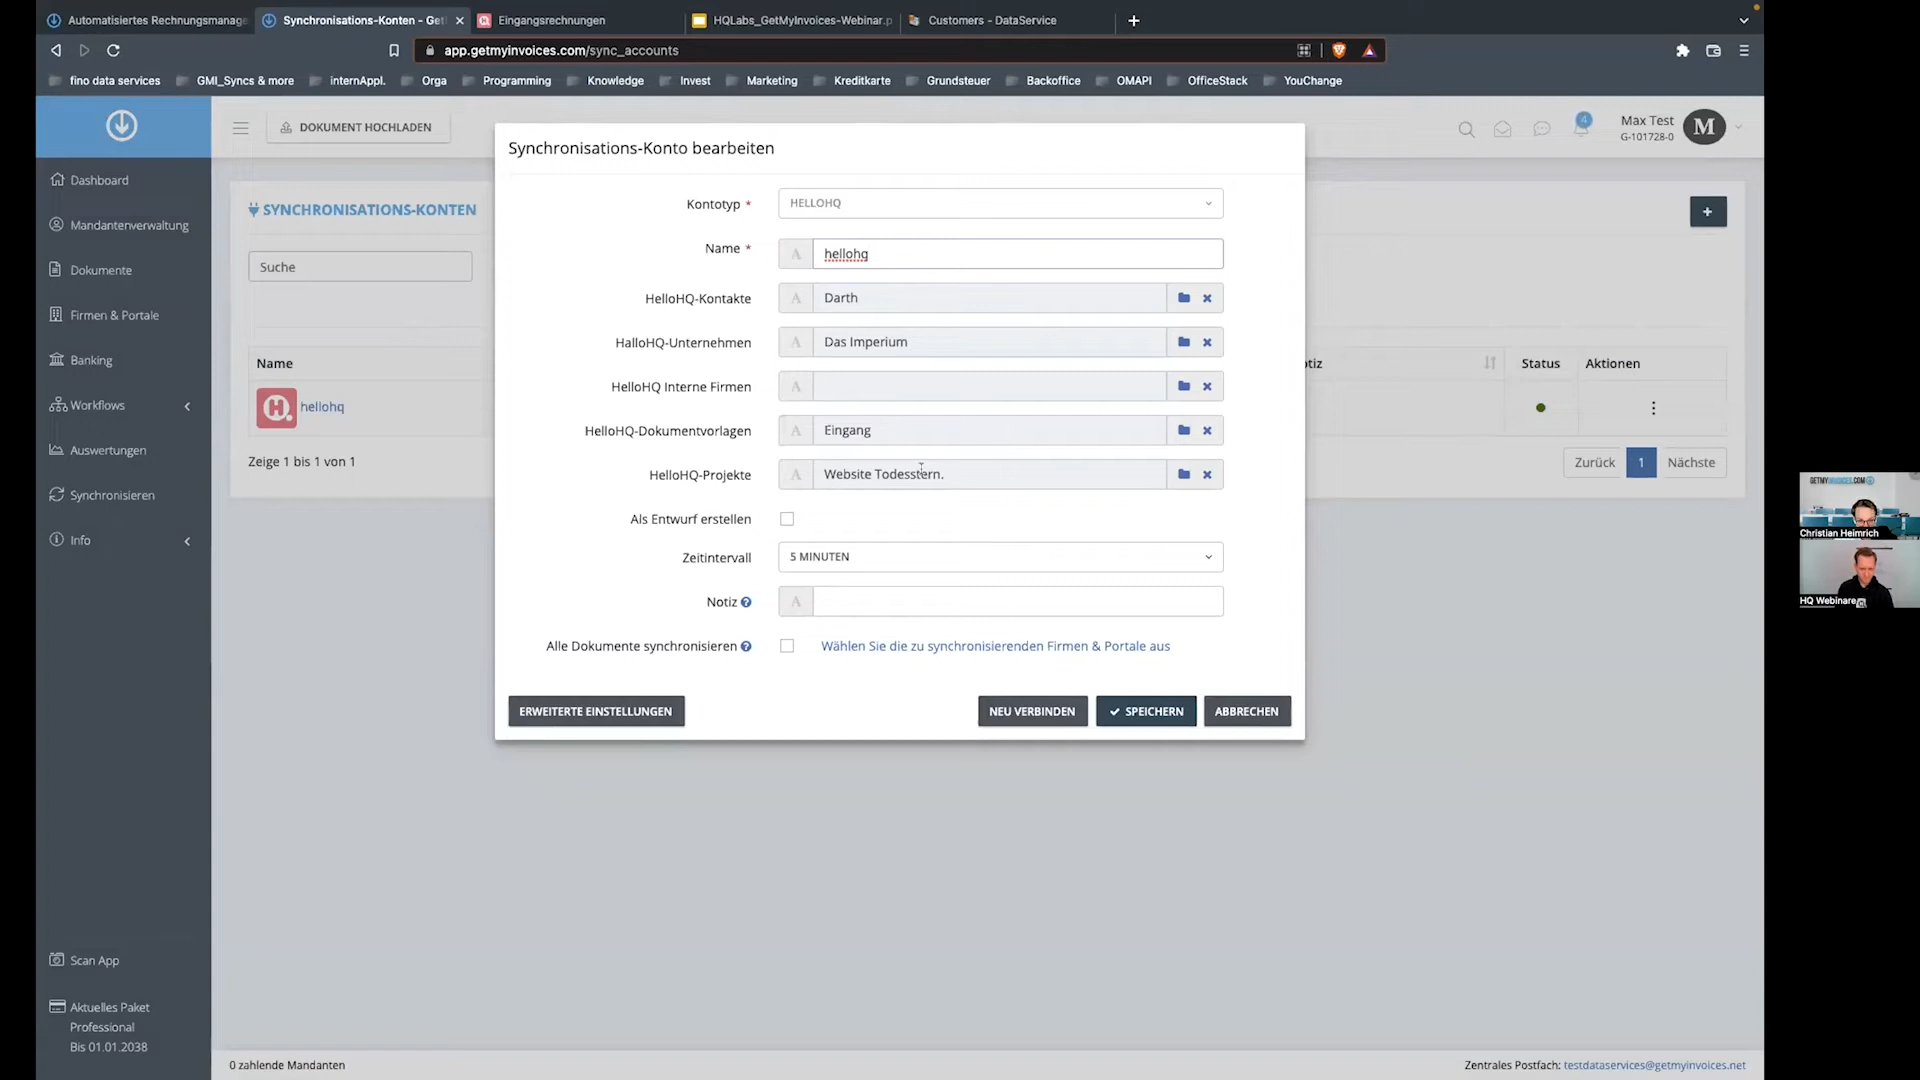 Automatisiertes Rechnungsmanage
Synchronisations-Konten - Get
Eingangsrechnungen
HQLabs_GetMyInvoices-Webinar.p
Customers - DataService
app.getmyinvoices.com/sync_accounts
fino data services
GMI_Syncs & more
internAppl.
Orga
Programming
Knowledge
Invest
Marketing
Kreditkarte
Grundsteuer
Backoffice
OMAPI
OfficeStack
YouChange
DOKUMENT HOCHLADEN
4
Max Test
G-101728-0
M
Dashboard
Mandantenverwaltung
Dokumente
Firmen & Portale
Banking
Workflows
Auswertungen
Synchronisieren
Info
Scan App
Aktuelles Paket
Professional
Bis 01.01.2038
SYNCHRONISATIONS-KONTEN
Suche
Name
tiz
Status
Aktionen
H
hellohq
Zeige 1 bis 1 von 1
Zurück
1
Nächste
Synchronisations-Konto bearbeiten
Kontotyp *
HELLOHQ
Name *
A
hellohq
HelloHQ-Kontakte
A
Darth
HalloHQ-Unternehmen
A
Das Imperium
HelloHQ Interne Firmen
A
HelloHQ-Dokumentvorlagen
A
Eingang
HelloHQ-Projekte
A
Website Todesstern.
Als Entwurf erstellen
Zeitintervall
5 MINUTEN
Notiz
A
Alle Dokumente synchronisieren
Wählen Sie die zu synchronisierenden Firmen & Portale aus
ERWEITERTE EINSTELLUNGEN
NEU VERBINDEN
SPEICHERN
ABBRECHEN
GETMYINVOICES.COM
Christian Heimrich
HQ Webinare
0 zahlende Mandanten
Zentrales Postfach: testdataservices@getmyinvoices.net